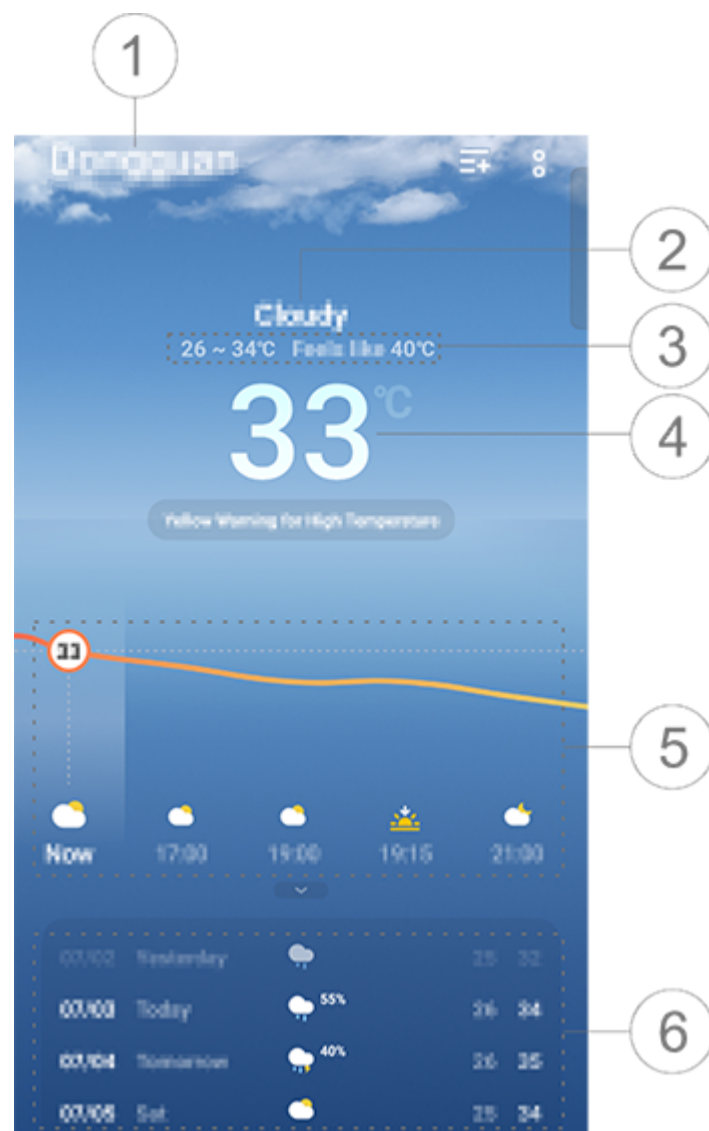 1
Dongguan
2
Cloudy
3
26 ~ 34℃ Feels like 40℃
33℃
4
Yellow Warning for High Temperature
33
5
Now 17:00 19:00 19:15 21:00
07/02 Yesterday 25 32
07/03 Today 55% 26 34
6
07/04 Tomorrow 40% 26 35
07/05 Sat. 25 34